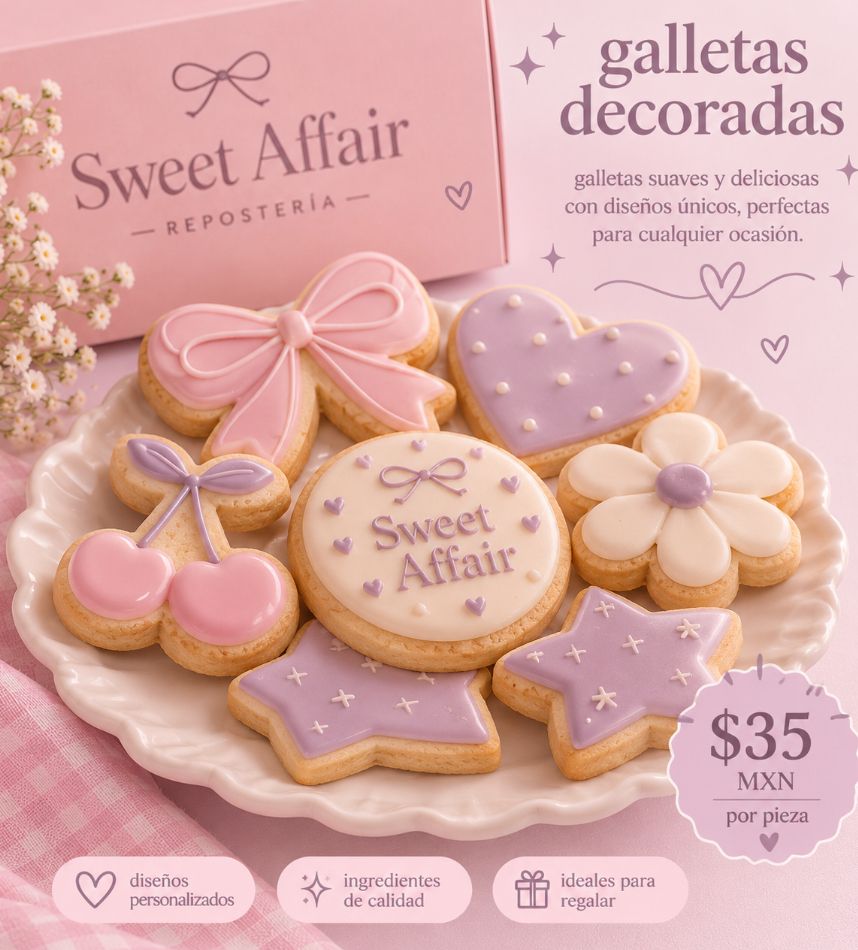 Sweet Affair
— REPOSTERÍA —
galletas
decoradas
galletas suaves y deliciosas
con diseños únicos, perfectas
para cualquier ocasión.
Sweet
Affair
$35
MXN
por pieza
diseños
personalizados
ingredientes
de calidad
ideales para
regalar